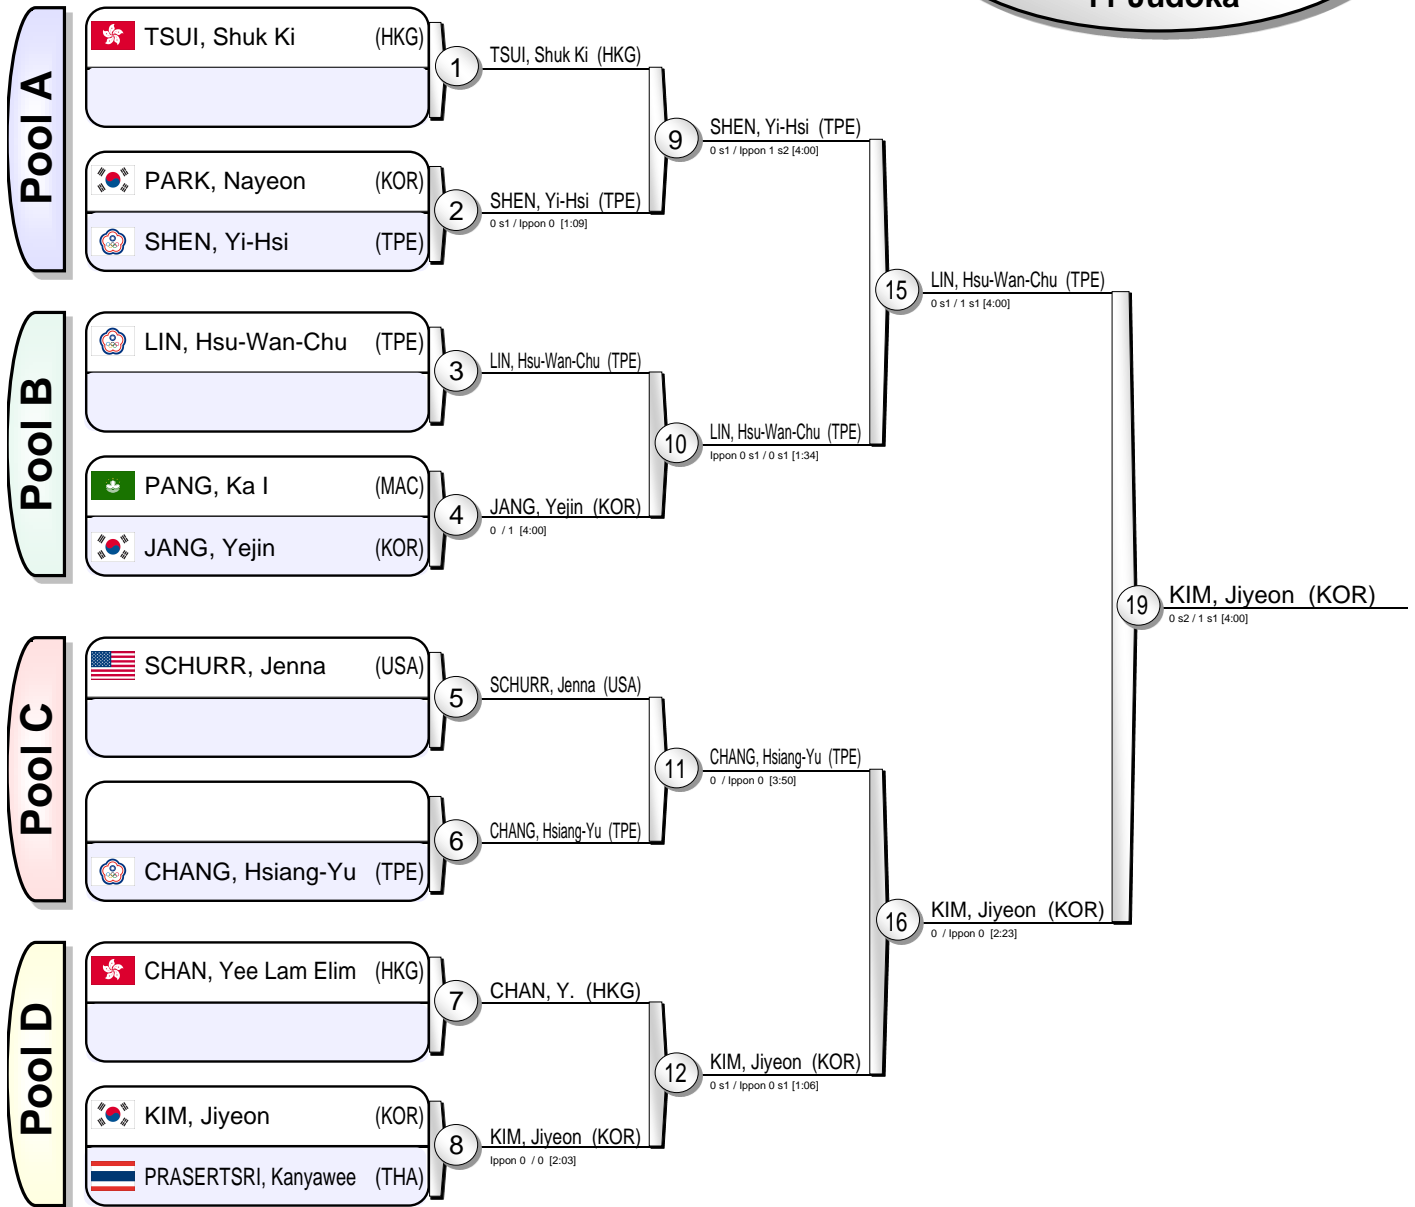 11 Judoka
Pool A
TSUI, Shuk Ki (HKG)
PARK, Nayeon (KOR)
SHEN, Yi-Hsi (TPE)
1
TSUI, Shuk Ki (HKG)
2
SHEN, Yi-Hsi (TPE)
0 s1 / Ippon 0 [1:09]
9
SHEN, Yi-Hsi (TPE)
0 s1 / Ippon 1 s2 [4:00]
Pool B
LIN, Hsu-Wan-Chu (TPE)
PANG, Ka I (MAC)
JANG, Yejin (KOR)
3
LIN, Hsu-Wan-Chu (TPE)
4
JANG, Yejin (KOR)
0 / 1 [4:00]
10
LIN, Hsu-Wan-Chu (TPE)
Ippon 0 s1 / 0 s1 [1:34]
15
LIN, Hsu-Wan-Chu (TPE)
0 s1 / 1 s1 [4:00]
Pool C
SCHURR, Jenna (USA)
CHANG, Hsiang-Yu (TPE)
5
SCHURR, Jenna (USA)
6
CHANG, Hsiang-Yu (TPE)
11
CHANG, Hsiang-Yu (TPE)
0 / Ippon 0 [3:50]
Pool D
CHAN, Yee Lam Elim (HKG)
KIM, Jiyeon (KOR)
PRASERTSRI, Kanyawee (THA)
7
CHAN, Y. (HKG)
8
KIM, Jiyeon (KOR)
Ippon 0 / 0 [2:03]
12
KIM, Jiyeon (KOR)
0 s1 / Ippon 0 s1 [1:06]
16
KIM, Jiyeon (KOR)
0 / Ippon 0 [2:23]
19
KIM, Jiyeon (KOR)
0 s2 / 1 s1 [4:00]